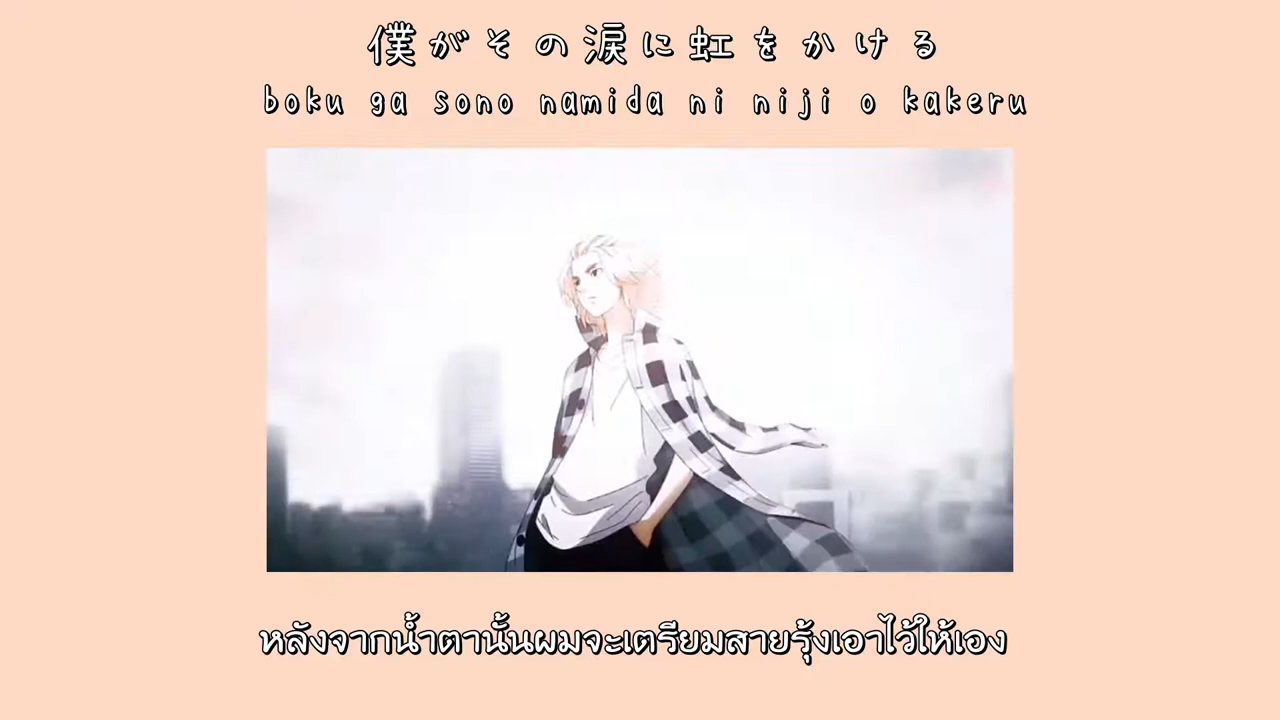 僕がその涙に虹をかける
boku ga sono namida ni niji o kakeru
หลังจากน้ำตานั้นผมจะเตรียมสายรุ้งเอาไว้ให้เอง